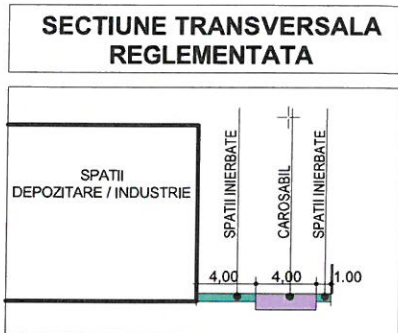 SECTIUNE TRANSVERSALA
REGLEMENTATA
SPATII
DEPOZITARE / INDUSTRIE
SPATII INIERBATE
CAROSABIL
SPATII INIERBATE
4,00 4,00 1.00